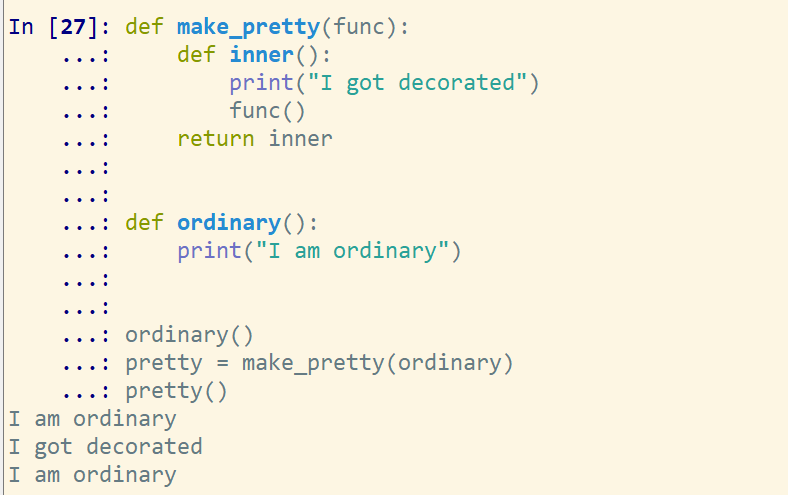 In [27]: def make_pretty(func):
    ...:     def inner():
    ...:         print("I got decorated")
    ...:         func()
    ...:     return inner
    ...:
    ...:
    ...: def ordinary():
    ...:     print("I am ordinary")
    ...:
    ...:
    ...: ordinary()
    ...: pretty = make_pretty(ordinary)
    ...: pretty()
I am ordinary
I got decorated
I am ordinary